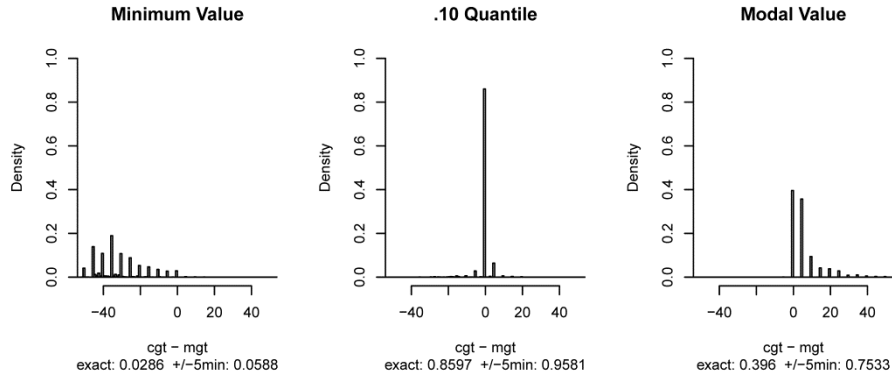 Minimum Value
1.0
0.8
0.6
0.4
0.2
0.0
Density
−40
0
20
40
cgt − mgt
exact: 0.0286 +/−5min: 0.0588
.10 Quantile
1.0
0.8
0.6
0.4
0.2
0.0
Density
−40
0
20
40
cgt − mgt
exact: 0.8597 +/−5min: 0.9581
Modal Value
1.0
0.8
0.6
0.4
0.2
0.0
Density
−40
0
20
40
cgt − mgt
exact: 0.396 +/−5min: 0.7533